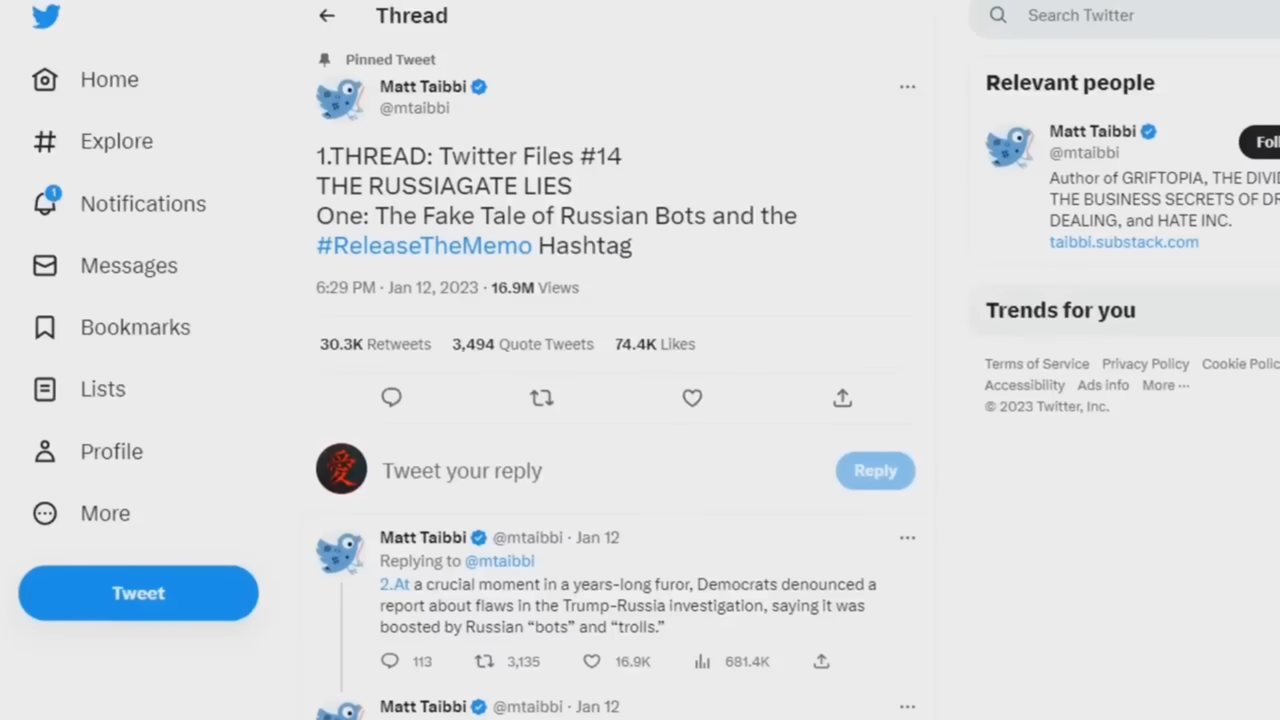 Thread
Search Twitter
Home
Explore
1
Notifications
Messages
Bookmarks
Lists
Profile
More
Tweet
Pinned Tweet
Matt Taibbi
@mtaibbi
1.THREAD: Twitter Files #14
THE RUSSIAGATE LIES
One: The Fake Tale of Russian Bots and the
#ReleaseTheMemo Hashtag
6:29 PM · Jan 12, 2023 · 16.9M Views
30.3K Retweets 3,494 Quote Tweets 74.4K Likes
愛
Tweet your reply
Reply
Matt Taibbi @mtaibbi · Jan 12
Replying to @mtaibbi
2.At a crucial moment in a years-long furor, Democrats denounced a
report about flaws in the Trump-Russia investigation, saying it was
boosted by Russian “bots” and “trolls.”
113 3,135 16.9K 681.4K
Matt Taibbi @mtaibbi · Jan 12
Relevant people
Matt Taibbi
@mtaibbi
Foll
Author of GRIFTOPIA, THE DIVID
THE BUSINESS SECRETS OF DR
DEALING, and HATE INC.
taibbi.substack.com
Trends for you
Terms of Service Privacy Policy Cookie Polic
Accessibility Ads info More ···
© 2023 Twitter, Inc.